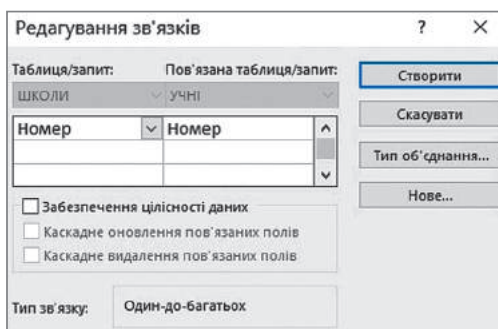 Редагування зв'язків ? ×
Таблиця/запит: Пов'язана таблиця/запит:
ШКОЛИ УЧНІ
Номер Номер
Створити
Скасувати
Тип об'єднання...
Нове...
Забезпечення цілісності даних
Каскадне оновлення пов'язаних полів
Каскадне видалення пов'язаних полів
Тип зв'язку: Один-до-багатьох